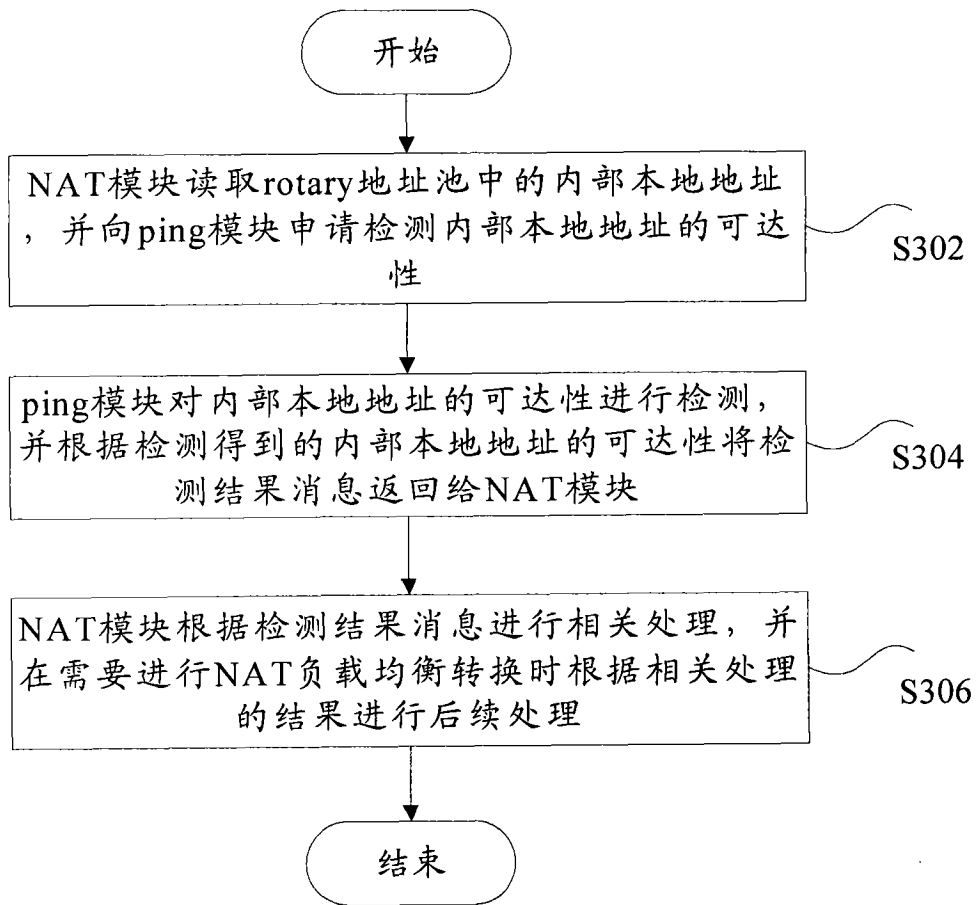 开始
NAT模块读取rotary地址池中的内部本地地址
，并向ping模块申请检测内部本地地址的可达
性
S302
ping模块对内部本地地址的可达性进行检测，
并根据检测得到的内部本地地址的可达性将检
测结果消息返回给NAT模块
S304
NAT模块根据检测结果消息进行相关处理，并
在需要进行NAT负载均衡转换时根据相关处理
的结果进行后续处理
S306
结束